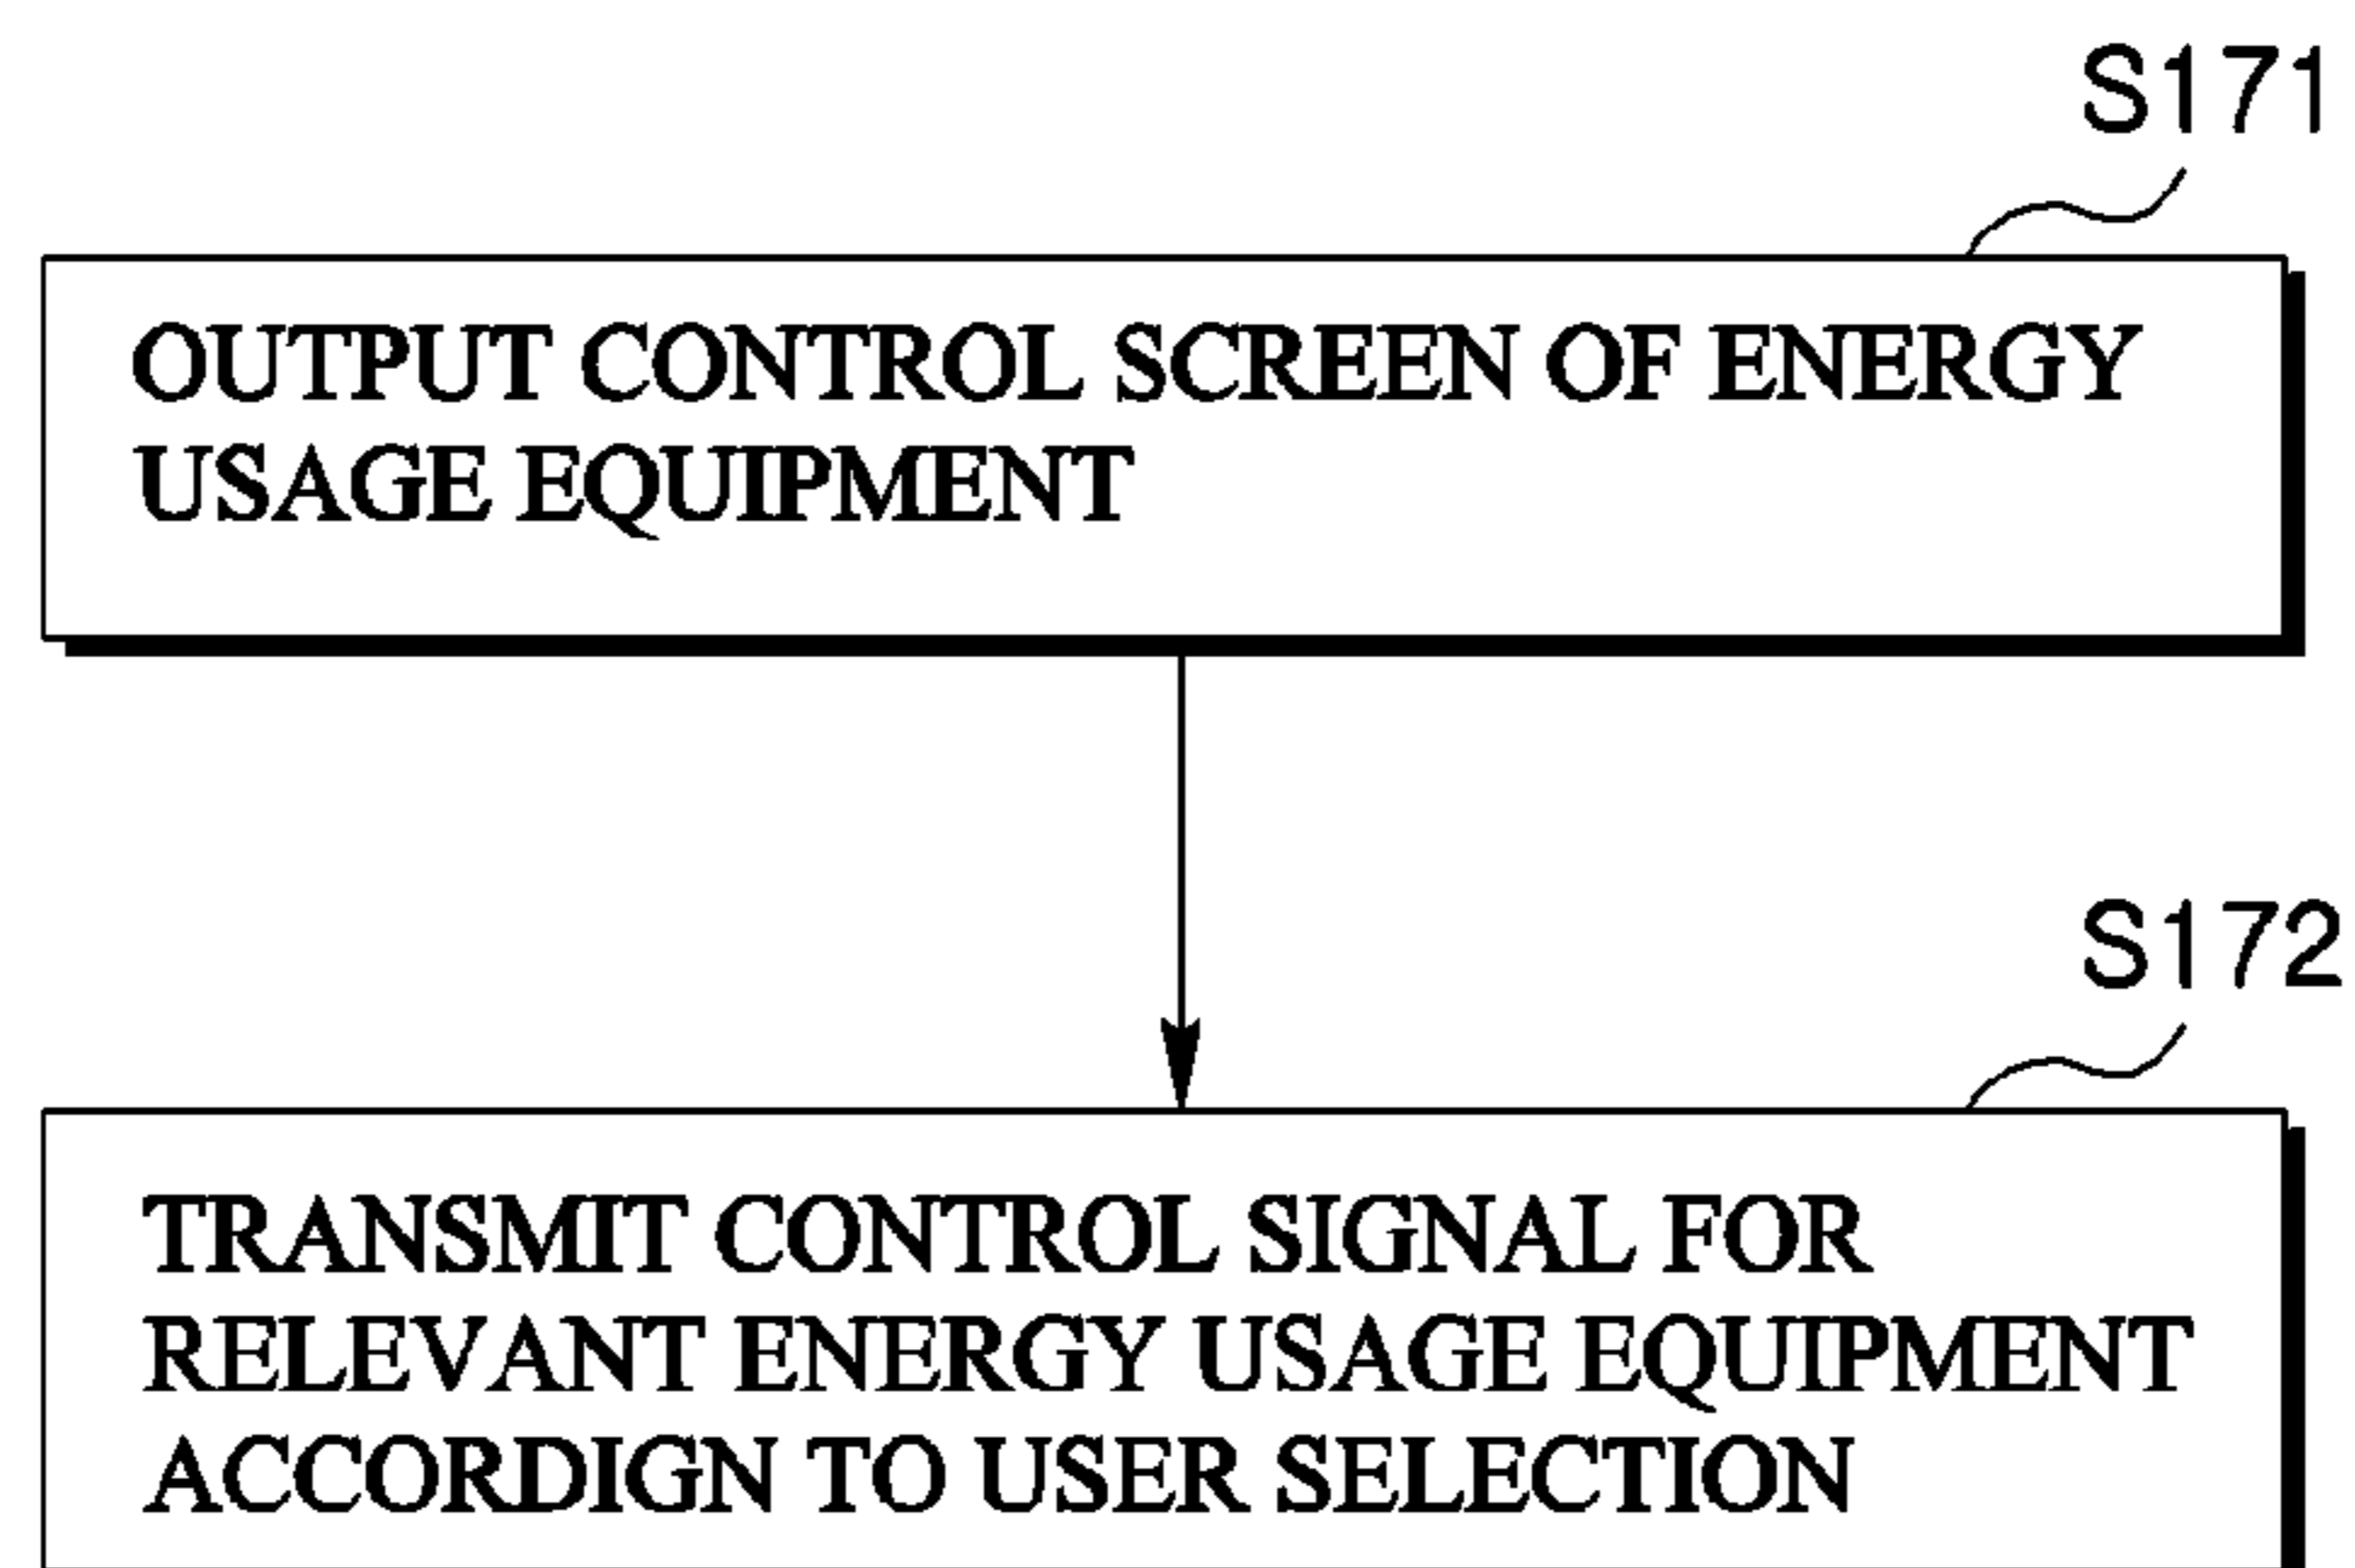 S171
OUTPUT CONTROL SCREEN OF ENERGY
USAGE EQUIPMENT
S172
TRANSMIT CONTROL SIGNAL FOR
RELEVANT ENERGY USAGE EQUIPMENT
ACCORDIGN TO USER SELECTION